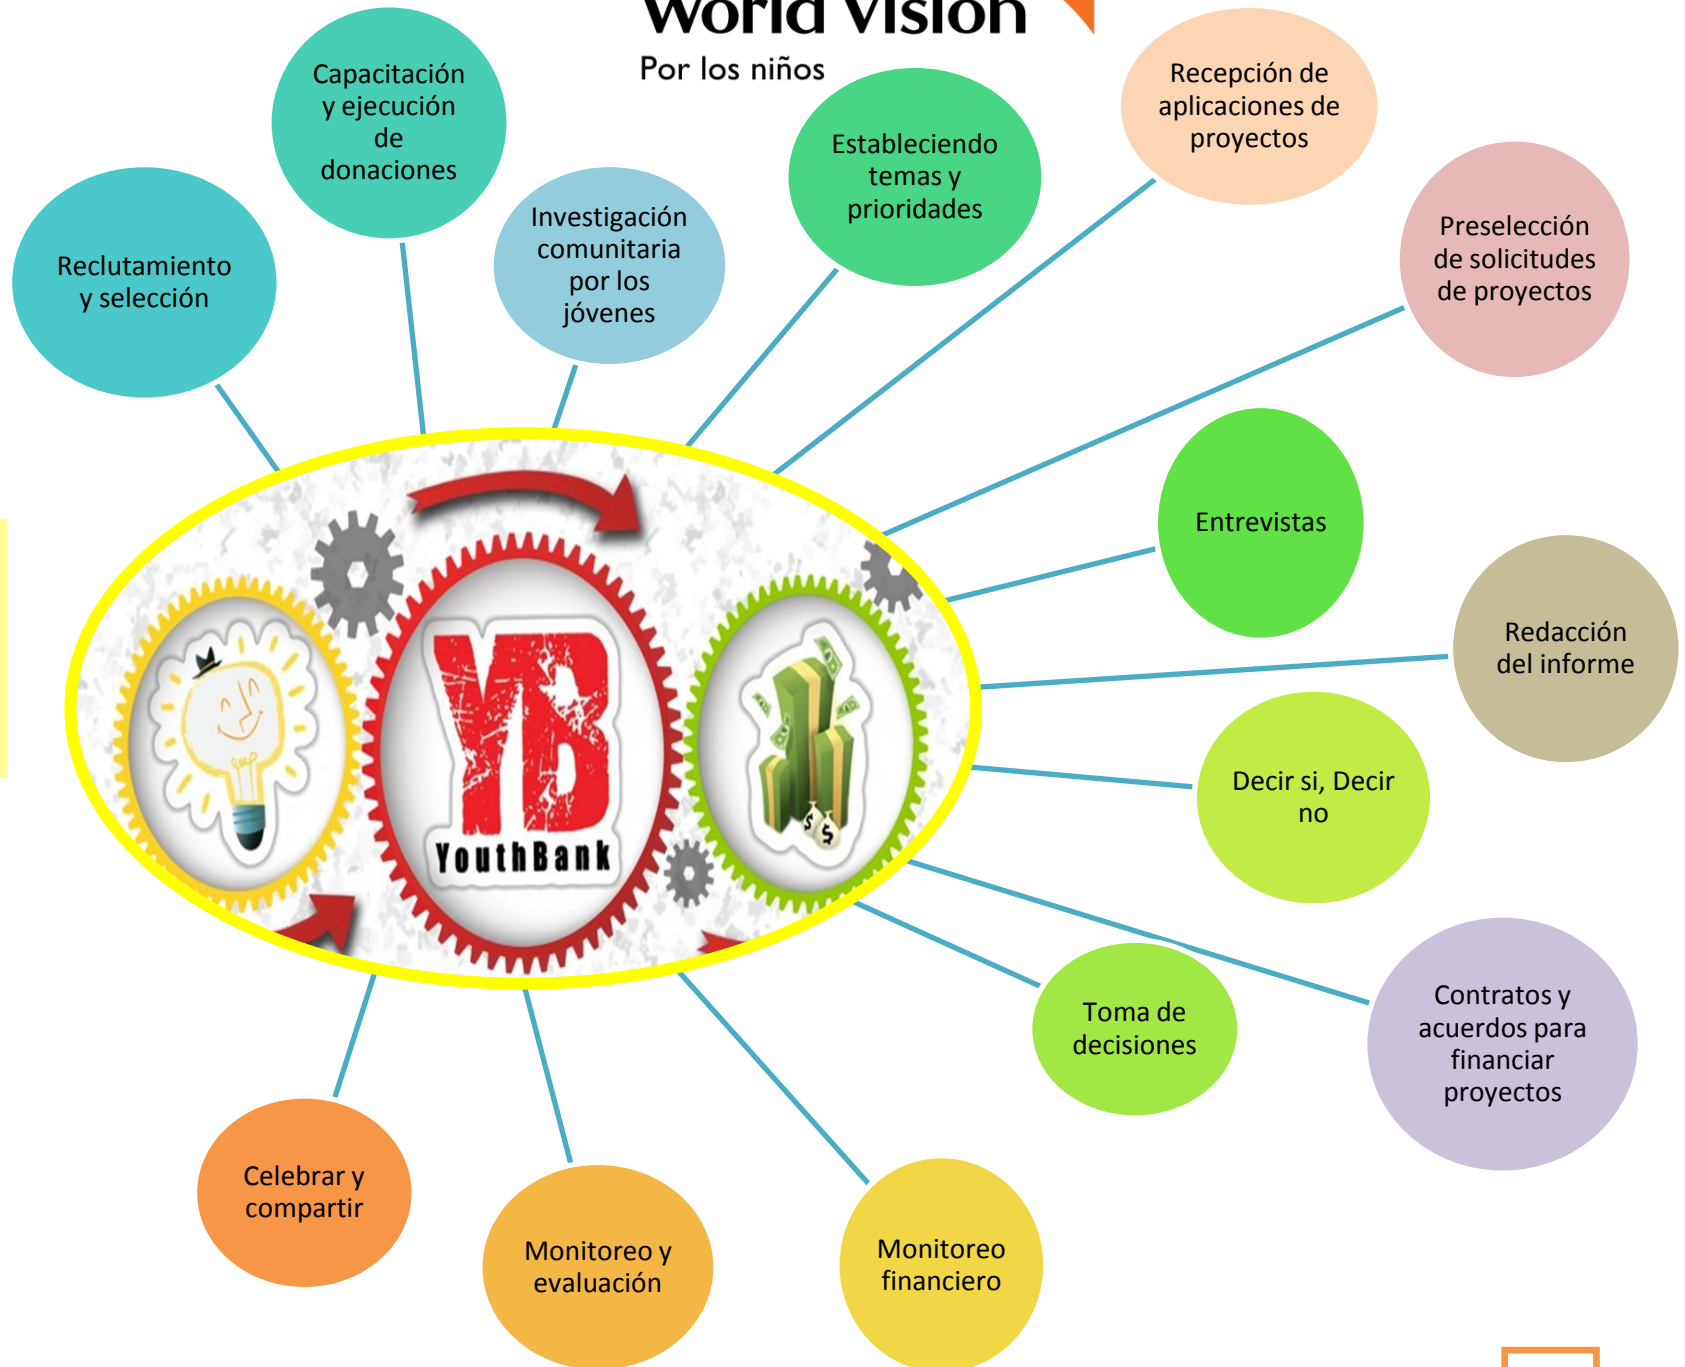 World Vision
Por los niños
Capacitación
y ejecución
de
donaciones
Recepción de
aplicaciones de
proyectos
Estableciendo
temas y
prioridades
Investigación
comunitaria
por los
jóvenes
Reclutamiento
y selección
Preselección
de solicitudes
de proyectos
Entrevistas
Redacción
del informe
Decir si, Decir
no
YB
YouthBank
$
$
Toma de
decisiones
Contratos y
acuerdos para
financiar
proyectos
Celebrar y
compartir
Monitoreo y
evaluación
Monitoreo
financiero